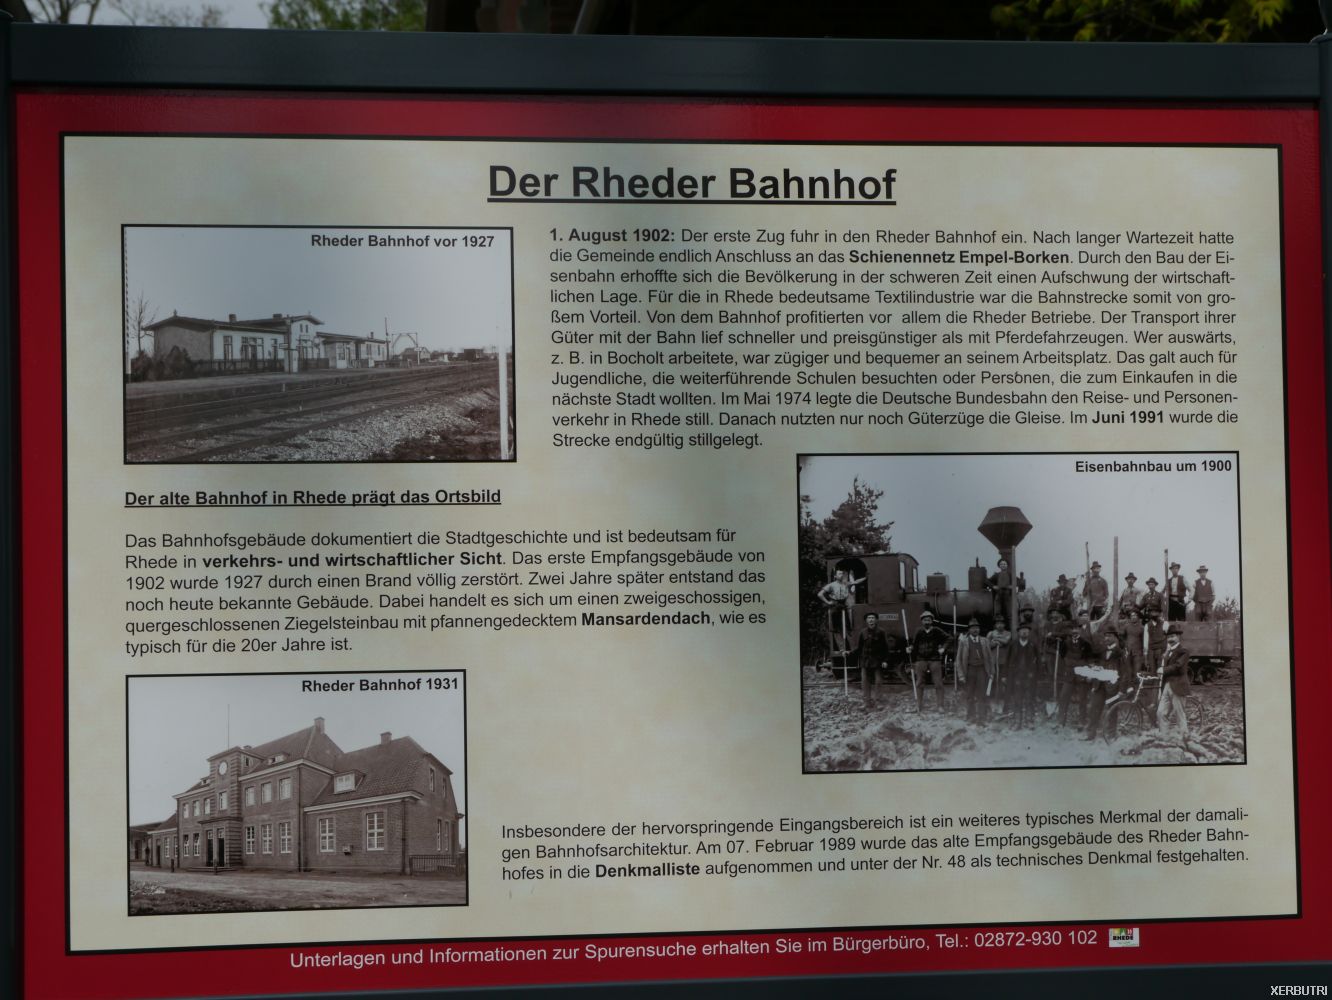 Der Rheder Bahnhof
Rheder Bahnhof vor 1927
1. August 1902: Der erste Zug fuhr in den Rheder Bahnhof ein. Nach langer Wartezeit hatte
die Gemeinde endlich Anschluss an das Schienennetz Empel-Borken. Durch den Bau der Ei-
senbahn erhoffte sich die Bevölkerung in der schweren Zeit einen Aufschwung der wirtschaft-
lichen Lage. Für die in Rhede bedeutsame Textilindustrie war die Bahnstrecke somit von gro-
ßem Vorteil. Von dem Bahnhof profitierten vor allem die Rheder Betriebe. Der Transport ihrer
Güter mit der Bahn lief schneller und preisgünstiger als mit Pferdefahrzeugen. Wer auswärts,
z. B. in Bocholt arbeitete, war zügiger und bequemer an seinem Arbeitsplatz. Das galt auch für
Jugendliche, die weiterführende Schulen besuchten oder Personen, die zum Einkaufen in die
nächste Stadt wollten. Im Mai 1974 legte die Deutsche Bundesbahn den Reise- und Personen-
verkehr in Rhede still. Danach nutzten nur noch Güterzüge die Gleise. Im Juni 1991 wurde die
Strecke endgültig stillgelegt.
Eisenbahnbau um 1900
Der alte Bahnhof in Rhede prägt das Ortsbild
Das Bahnhofsgebäude dokumentiert die Stadtgeschichte und ist bedeutsam für
Rhede in verkehrs- und wirtschaftlicher Sicht. Das erste Empfangsgebäude von
1902 wurde 1927 durch einen Brand völlig zerstört. Zwei Jahre später entstand das
noch heute bekannte Gebäude. Dabei handelt es sich um einen zweigeschossigen,
quergeschlossenen Ziegelsteinbau mit pfannengedecktem Mansardendach, wie es
typisch für die 20er Jahre ist.
Rheder Bahnhof 1931
Insbesondere der hervorspringende Eingangsbereich ist ein weiteres typisches Merkmal der damali-
gen Bahnhofsarchitektur. Am 07. Februar 1989 wurde das alte Empfangsgebäude des Rheder Bahn-
hofes in die Denkmalliste aufgenommen und unter der Nr. 48 als technisches Denkmal festgehalten.
Unterlagen und Informationen zur Spurensuche erhalten Sie im Bürgerbüro, Tel.: 02872-930 102
RHEDE
XERBUTRI